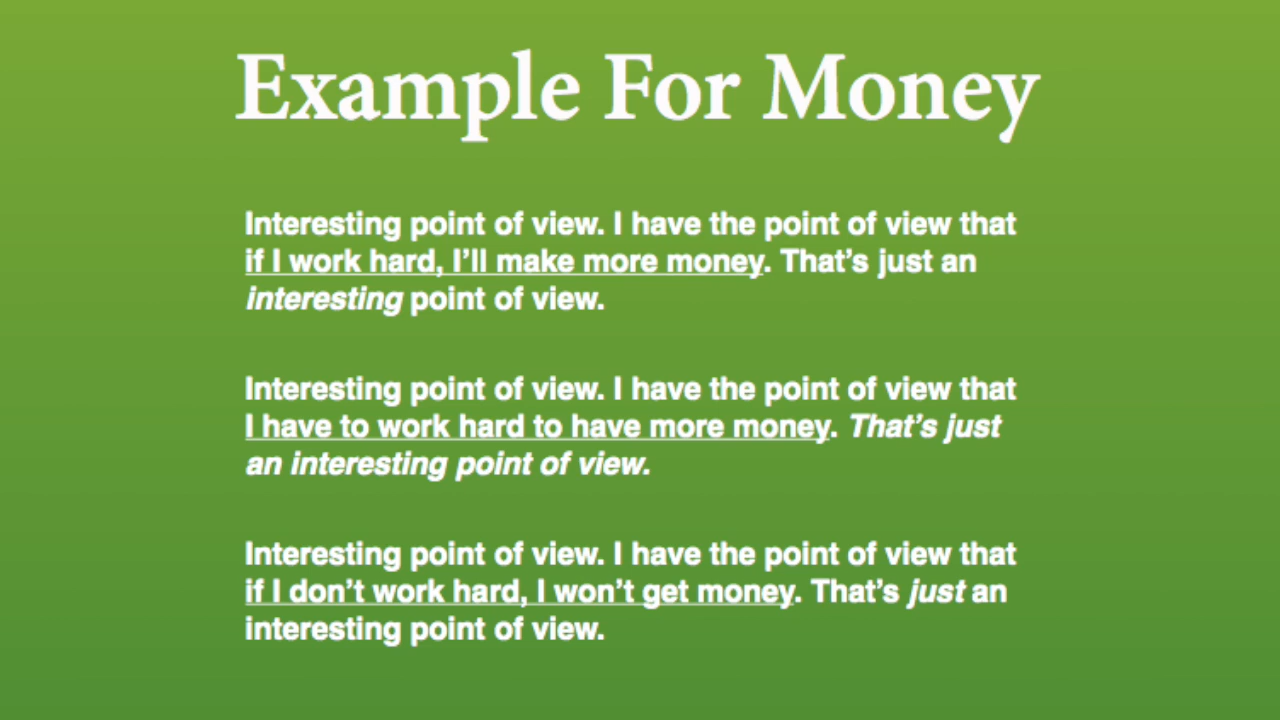 Example For Money
Interesting point of view. I have the point of view that
if I work hard, I’ll make more money. That’s just an
interesting point of view.
Interesting point of view. I have the point of view that
I have to work hard to have more money. That’s just
an interesting point of view.
Interesting point of view. I have the point of view that
if I don’t work hard, I won’t get money. That’s just an
interesting point of view.